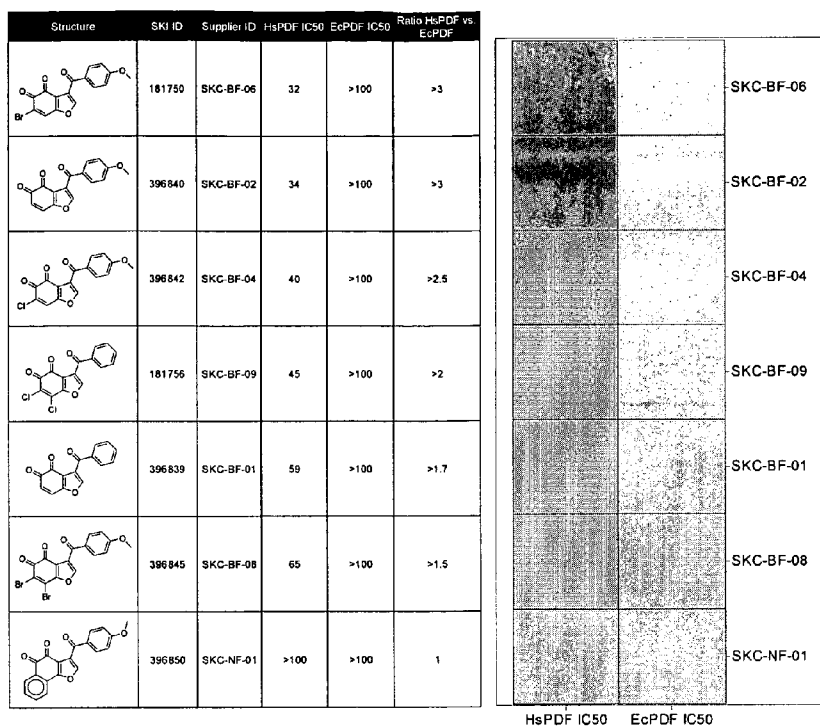 Structure SKI ID Supplier ID HsPDF IC50 EcPDF IC50 Ratio HsPDF vs.
EcPDF
O O O O O Br 181750 SKC-BF-06 32 >100 >3
O O O O O 396840 SKC-BF-02 34 >100 >3
O O O O O Cl 396842 SKC-BF-04 40 >100 >2.5
O O O O Cl Cl 181756 SKC-BF-09 45 >100 >2
O O O O 396839 SKC-BF-01 59 >100 >1.7
O O O O O Br Br 396845 SKC-BF-08 65 >100 >1.5
O O O O O 396850 SKC-NF-01 >100 >100 1
SKC-BF-06
SKC-BF-02
SKC-BF-04
SKC-BF-09
SKC-BF-01
SKC-BF-08
SKC-NF-01
HsPDF IC50 EcPDF IC50